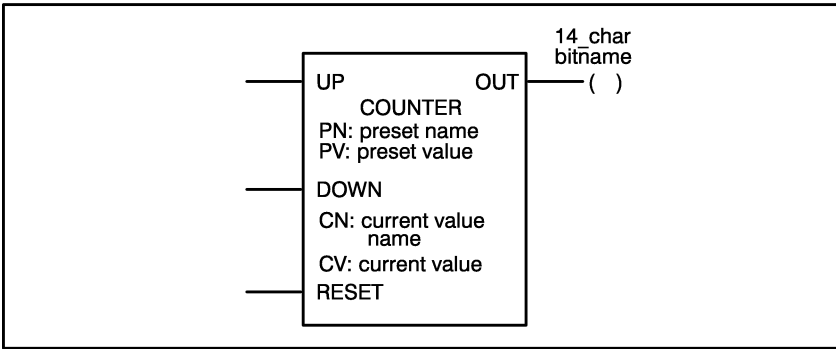 14_char
bitname
UP OUT ( )
COUNTER
PN: preset name
PV: preset value
DOWN
CN: current value
name
CV: current value
RESET